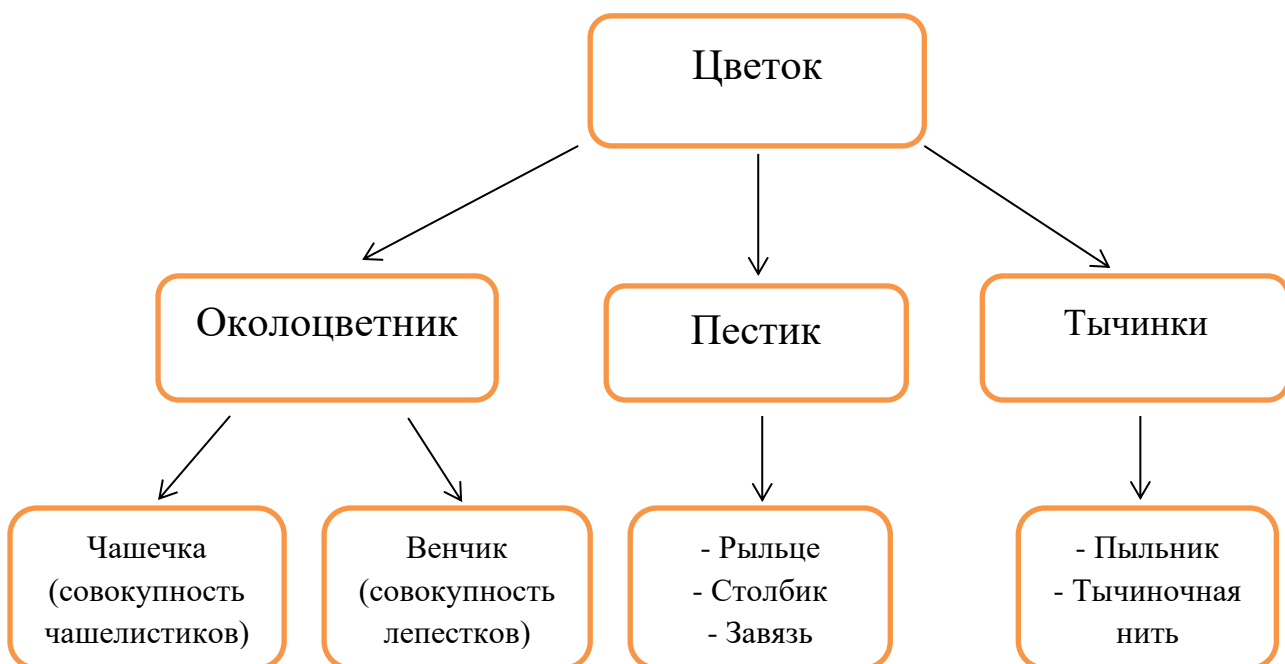 Цветок
Околоцветник
Пестик
Тычинки
Чашечка
(совокупность
чашелистиков)
Венчик
(совокупность
лепестков)
- Рыльце
- Столбик
- Завязь
- Пыльник
- Тычиночная
нить